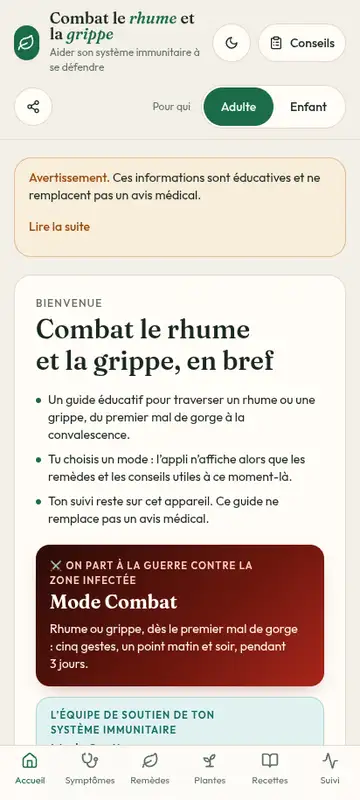 Combat le rhume et
la grippe
Aider son système immunitaire à
se défendre
Conseils
Pour qui
Adulte
Enfant
Avertissement. Ces informations sont éducatives et ne
remplacent pas un avis médical.
Lire la suite
BIENVENUE
Combat le rhume
et la grippe, en bref
Un guide éducatif pour traverser un rhume ou une
grippe, du premier mal de gorge à la
convalescence.
Tu choisis un mode : l'appli n'affiche alors que les
remèdes et les conseils utiles à ce moment-là.
Ton suivi reste sur cet appareil. Ce guide ne
remplace pas un avis médical.
⚔️ ON PART À LA GUERRE CONTRE LA
ZONE INFECTÉE
Mode Combat
Rhume ou grippe, dès le premier mal de gorge
: cinq gestes, un point matin et soir, pendant
3 jours.
L'ÉQUIPE DE SOUTIEN DE TON
SYSTÈME IMMUNITAIRE
Accueil
Symptômes
Remèdes
Plantes
Recettes
Suivi